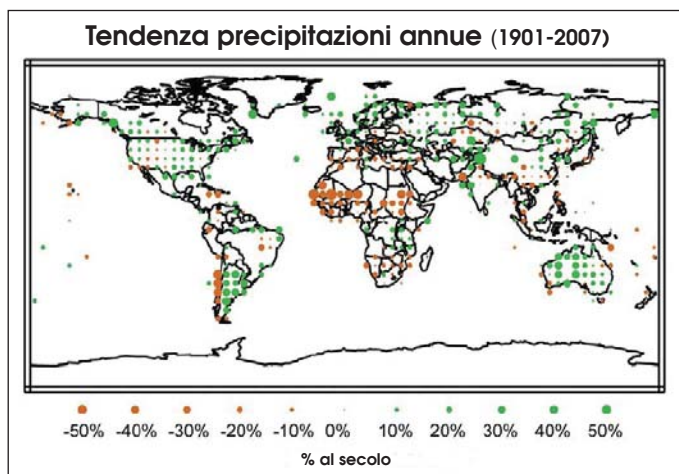 Tendenza precipitazioni annue (1901-2007)
-50% -40% -30% -20% -10% 0% 10% 20% 30% 40% 50%
% al secolo